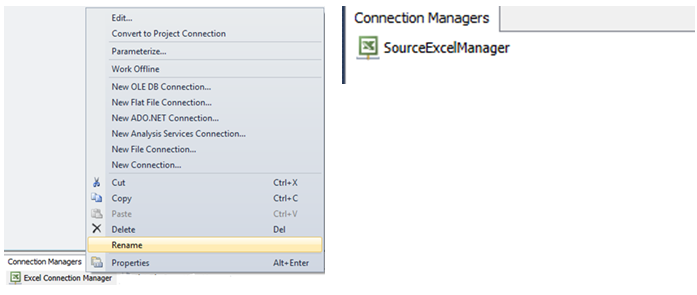 Edit...
Convert to Project Connection
Parameterize...
Work Offline
New OLE DB Connection...
New Flat File Connection...
New ADO.NET Connection...
New Analysis Services Connection...
New File Connection...
New Connection...
Cut Ctrl+X
Copy Ctrl+C
Paste Ctrl+V
Delete Del
Rename
Properties Alt+Enter
Connection Managers
Excel Connection Manager
Connection Managers
SourceExcelManager